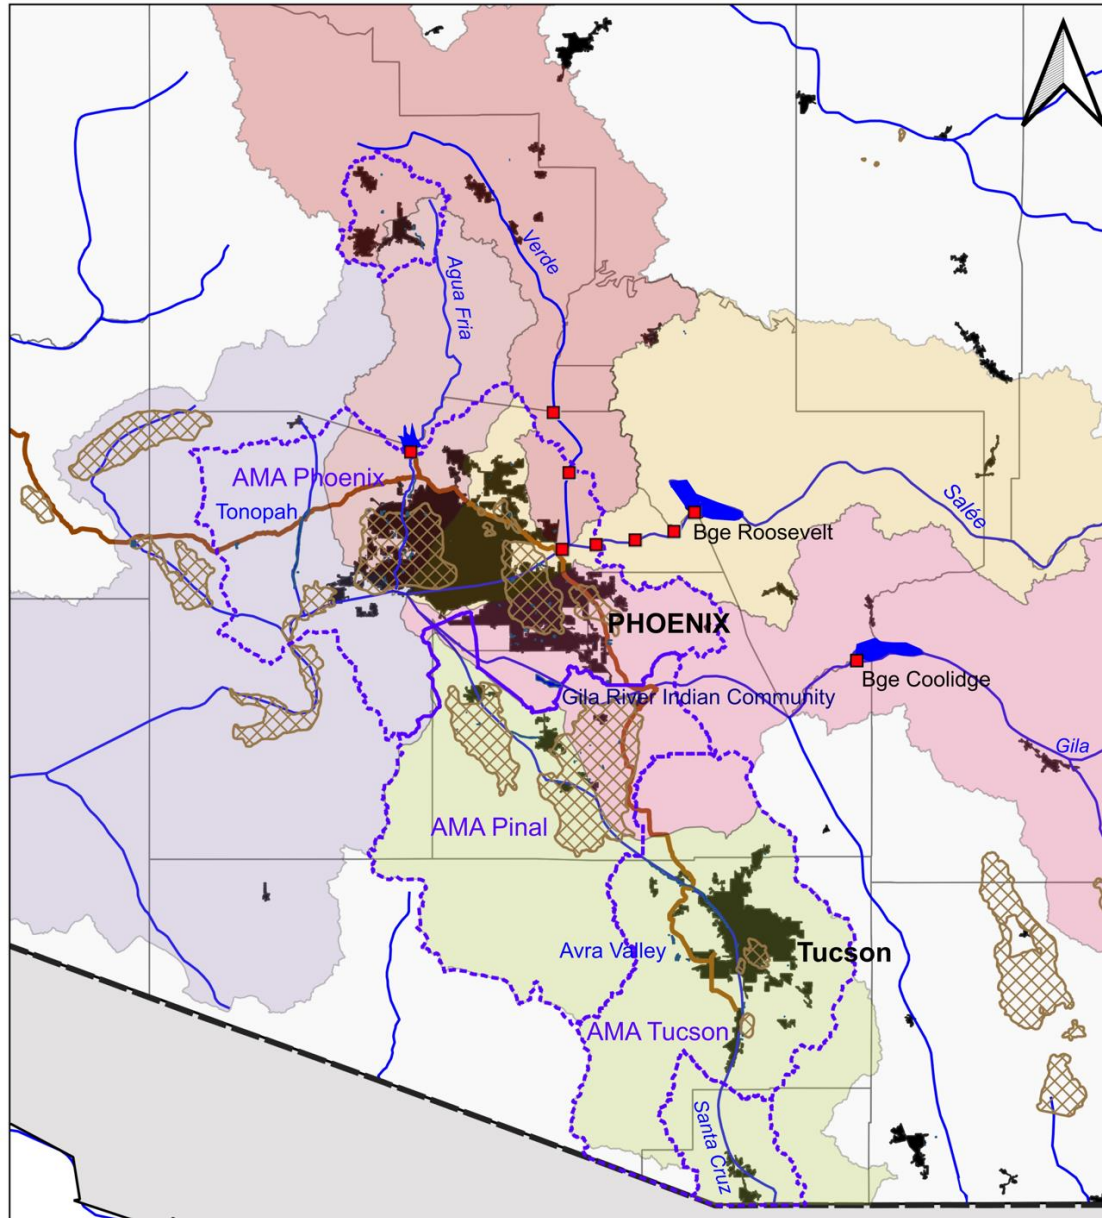 Verde
Agua Fria
AMA Phoenix
Tonopah
Salée
Bge Roosevelt
PHOENIX
Bge Coolidge
Gila River Indian Community
Gila
AMA Pinal
Avra Valley
Tucson
AMA Tucson
Santa Cruz